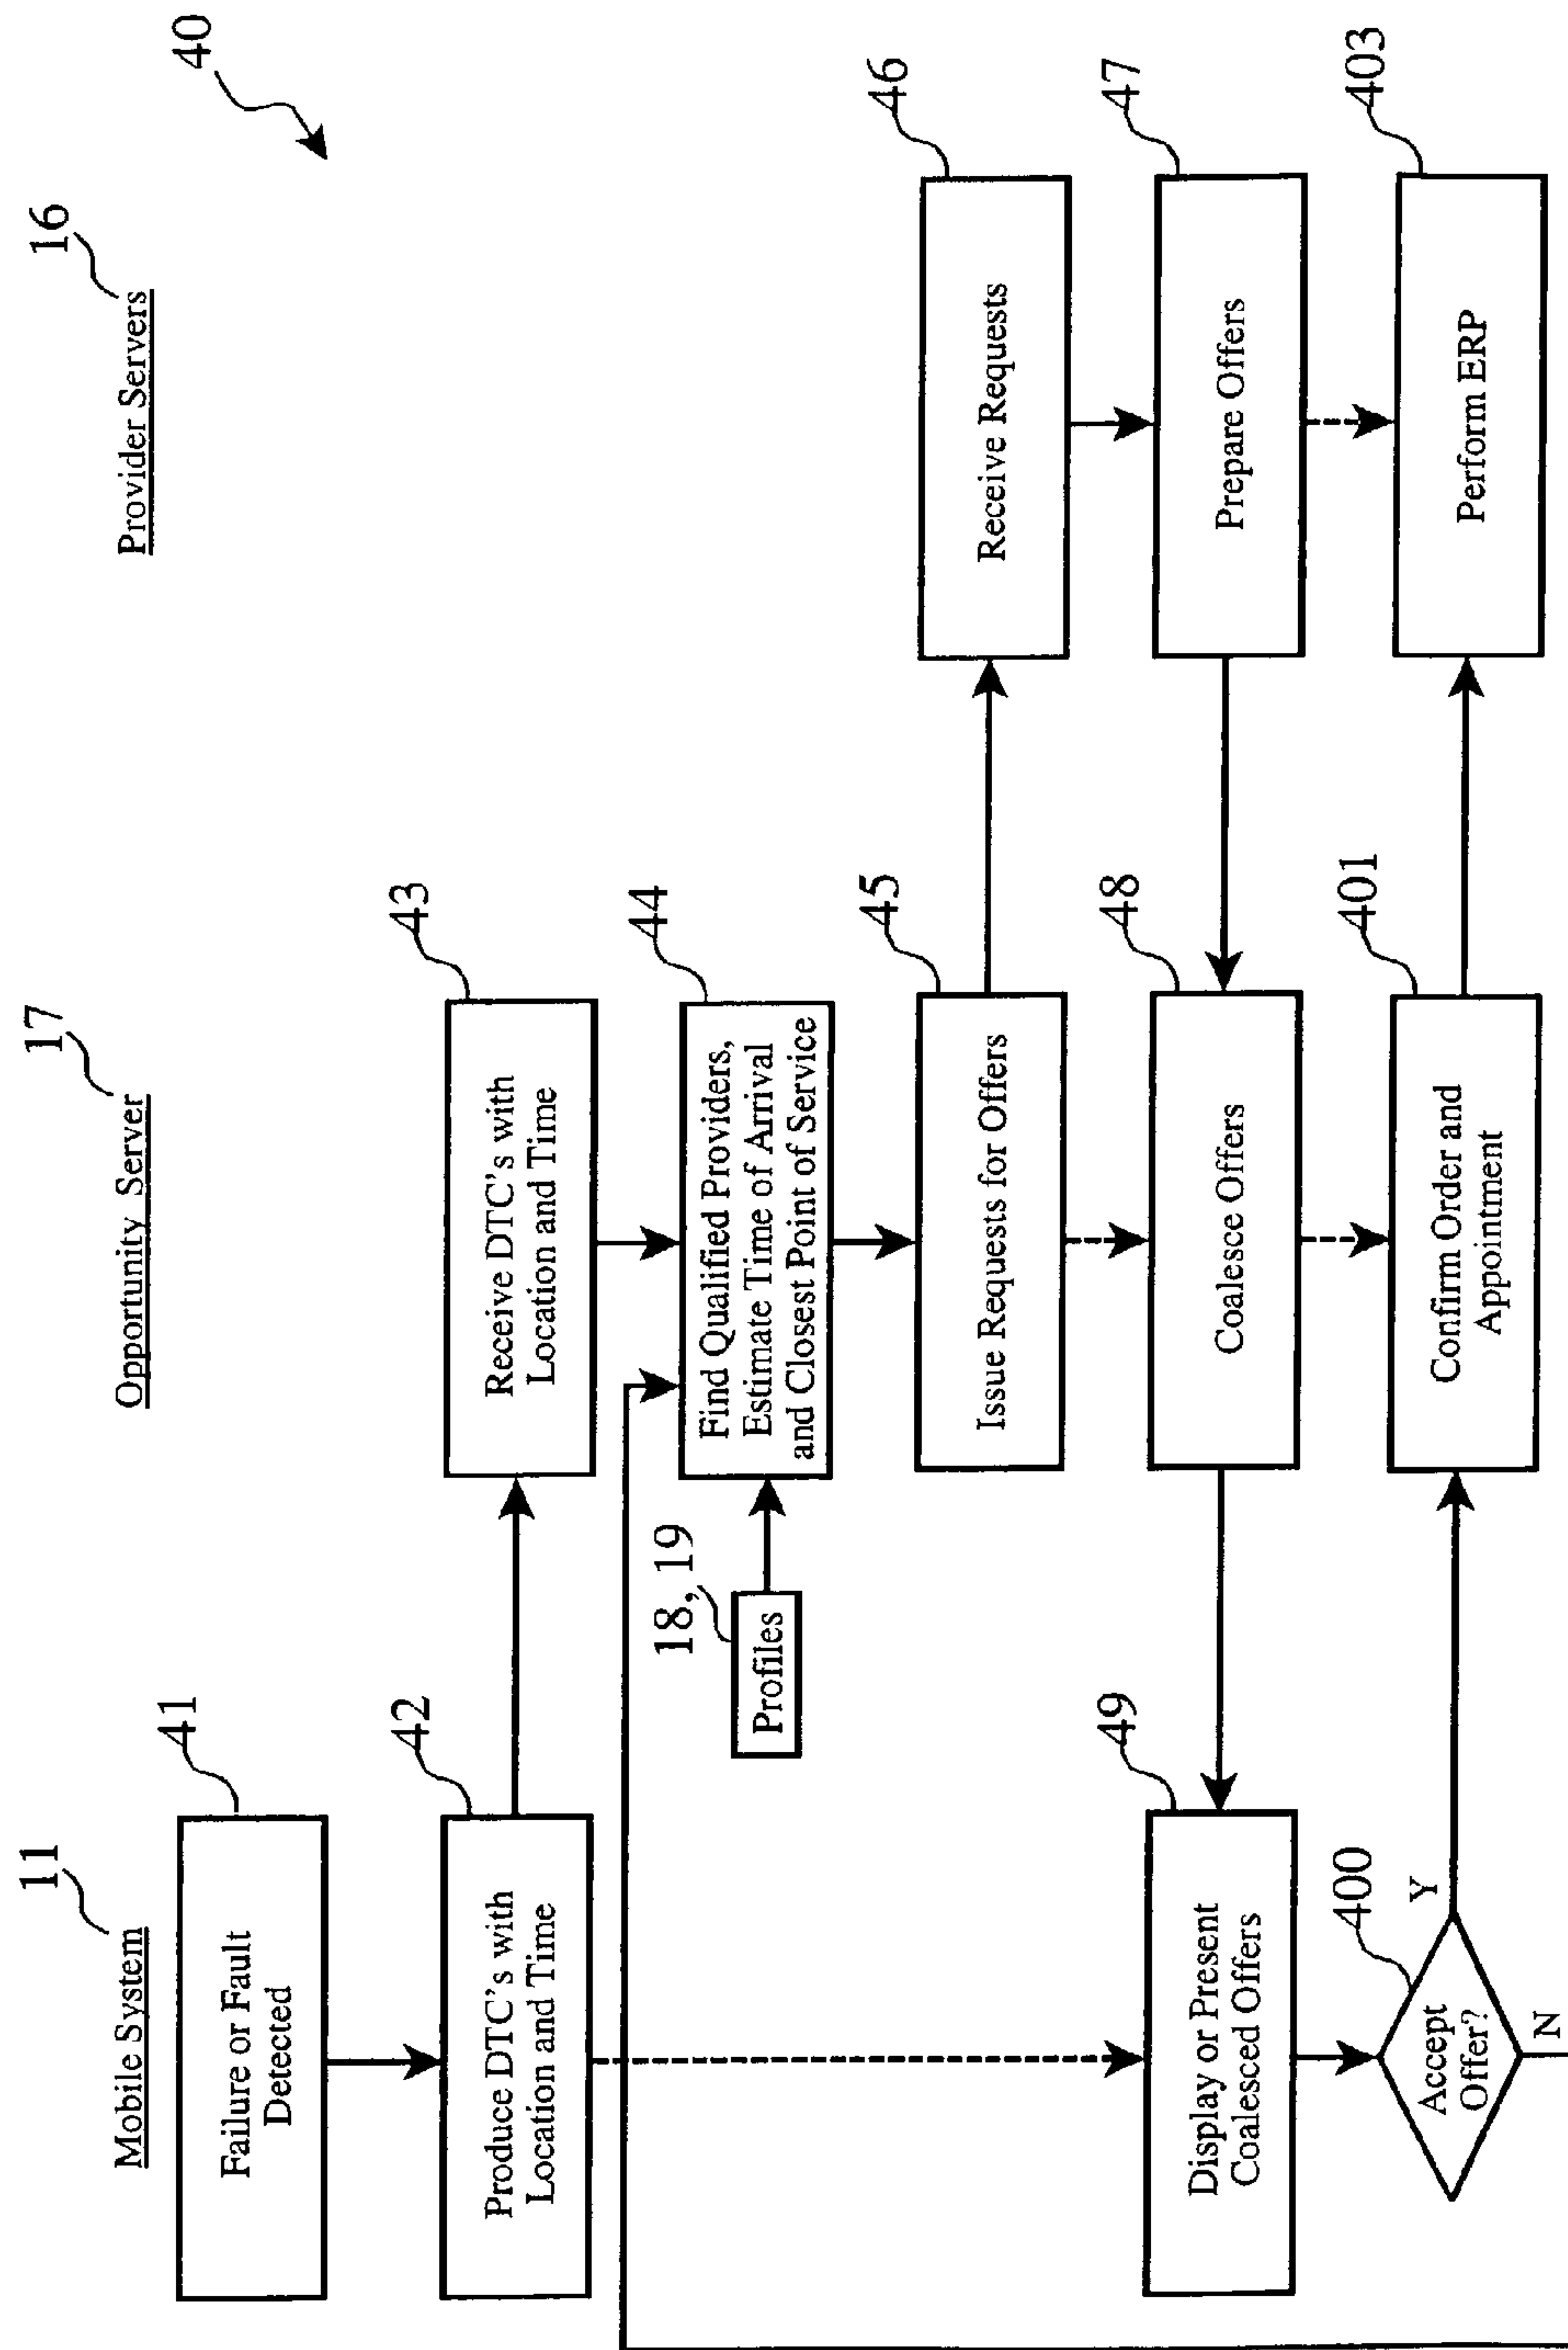 40
Mobile System
11
Opportunity Server
17
Provider Servers
16
Failure or Fault
Detected
41
Produce DTC's with
Location and Time
42
Receive DTC's with
Location and Time
43
Profiles
18, 19
Find Qualified Providers,
Estimate Time of Arrival
and Closest Point of Service
44
Issue Requests for Offers
45
Receive Requests
46
Prepare Offers
47
Coalesce Offers
48
Display or Present
Coalesced Offers
49
Accept
Offer?
400
Y
N
Confirm Order and
Appointment
401
Perform ERP
403